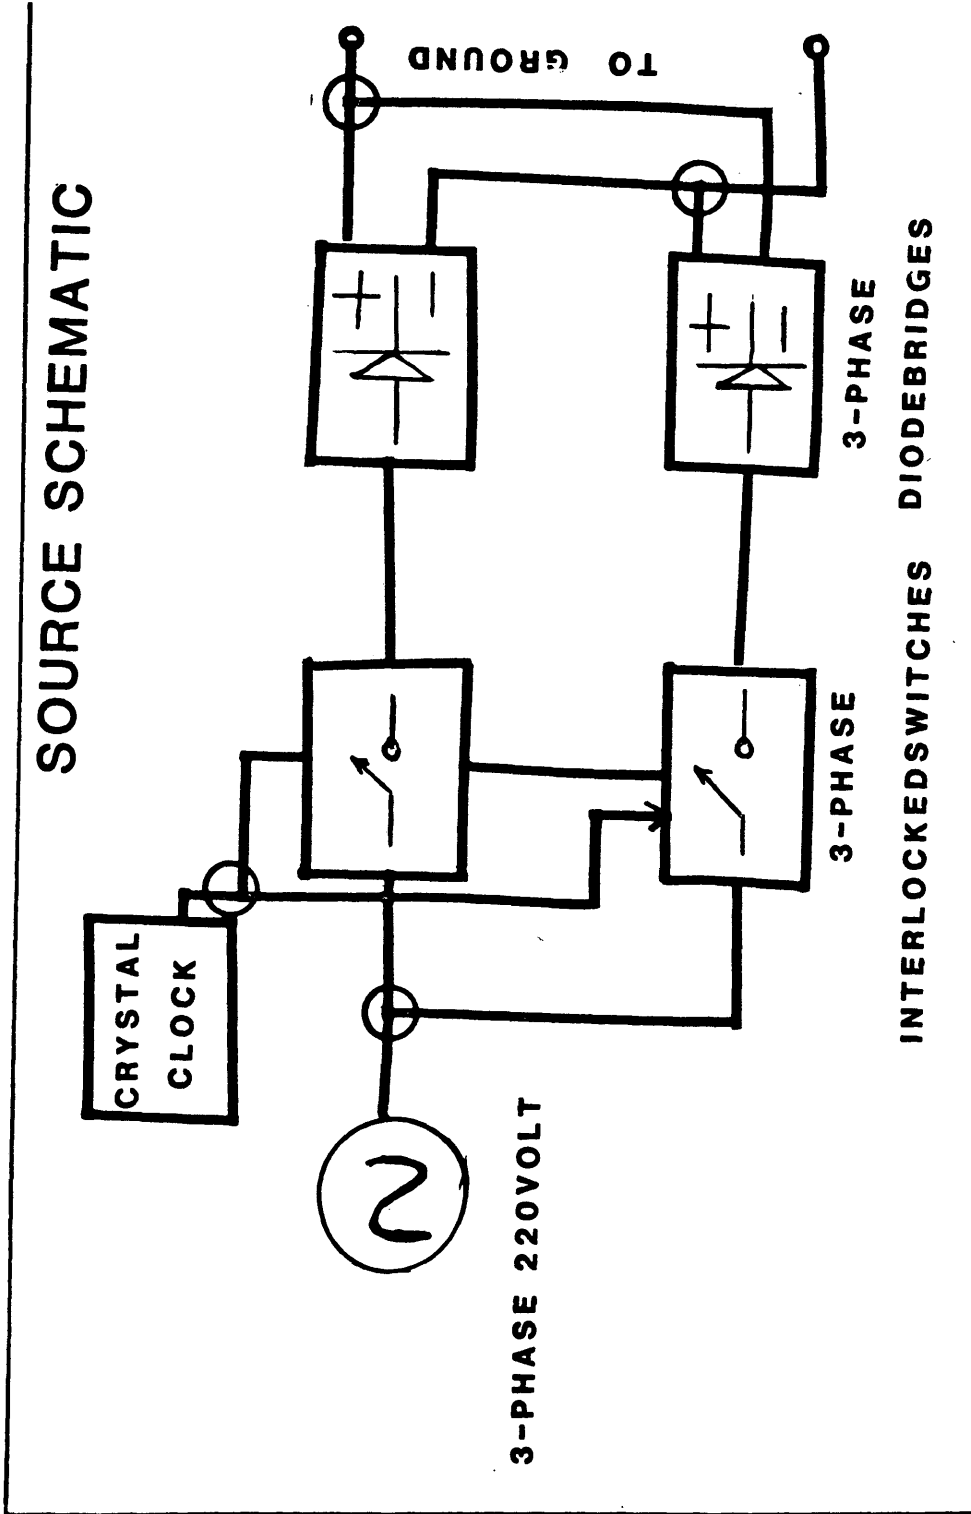 SOURCE SCHEMATIC
CRYSTAL
CLOCK
TO GROUND
3-PHASE 220VOLT
3-PHASE
3-PHASE
INTERLOCKEDSWITCHES DIODEBRIDGES